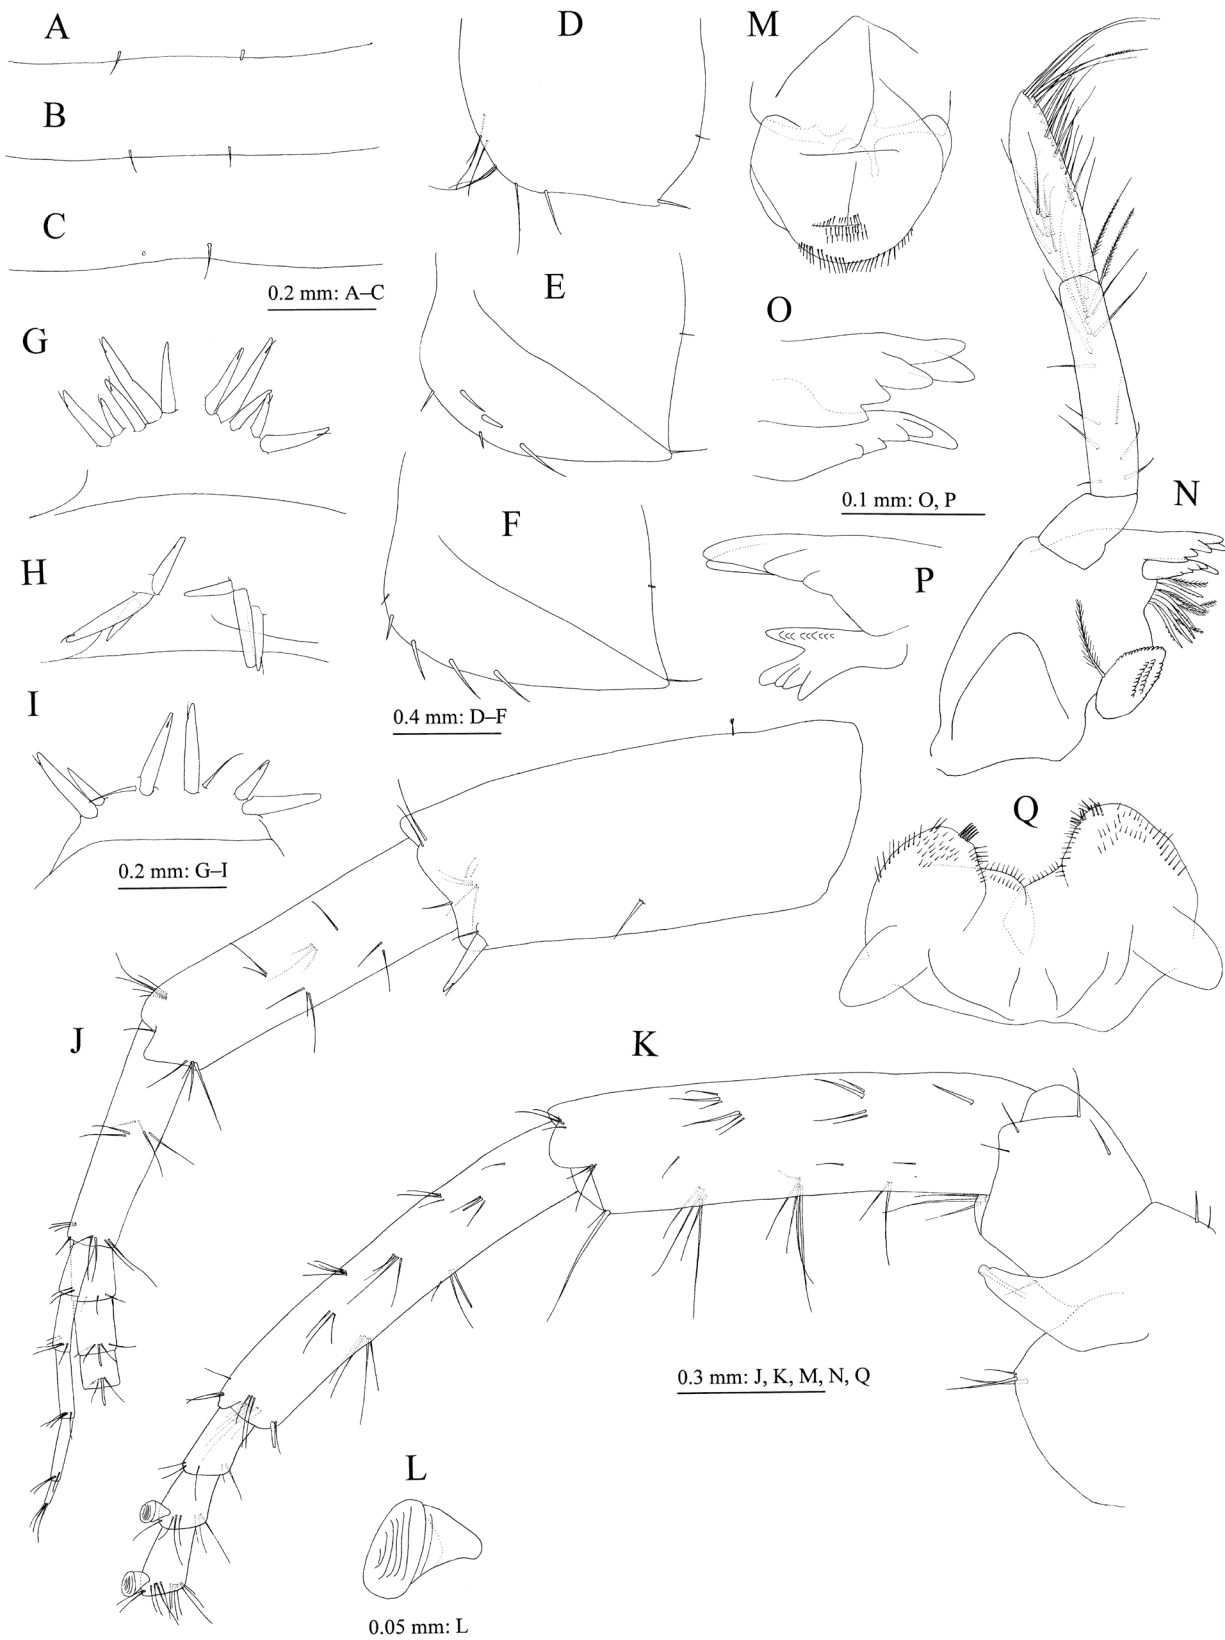 A
B
C
0.2 mm: A–C
D
E
F
0.4 mm: D–F
G
H
I
0.2 mm: G–I
M
O
0.1 mm: O, P
P
N
Q
J
K
0.3 mm: J, K, M, N, Q
L
0.05 mm: L